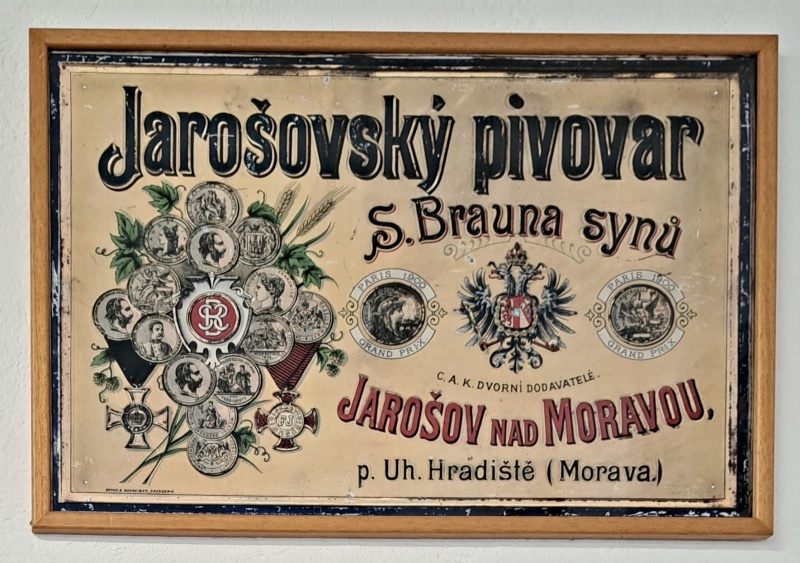 Jarošovský pivovar
S. Brauna synů
PARIS 1900
GRAND PRIX
PARIS 1900
GRAND PRIX
C. A. K. DVORNÍ DODAVATELÉ.
JAROŠOV NAD MORAVOU,
p. Uh. Hradiště (Morava.)
FJ